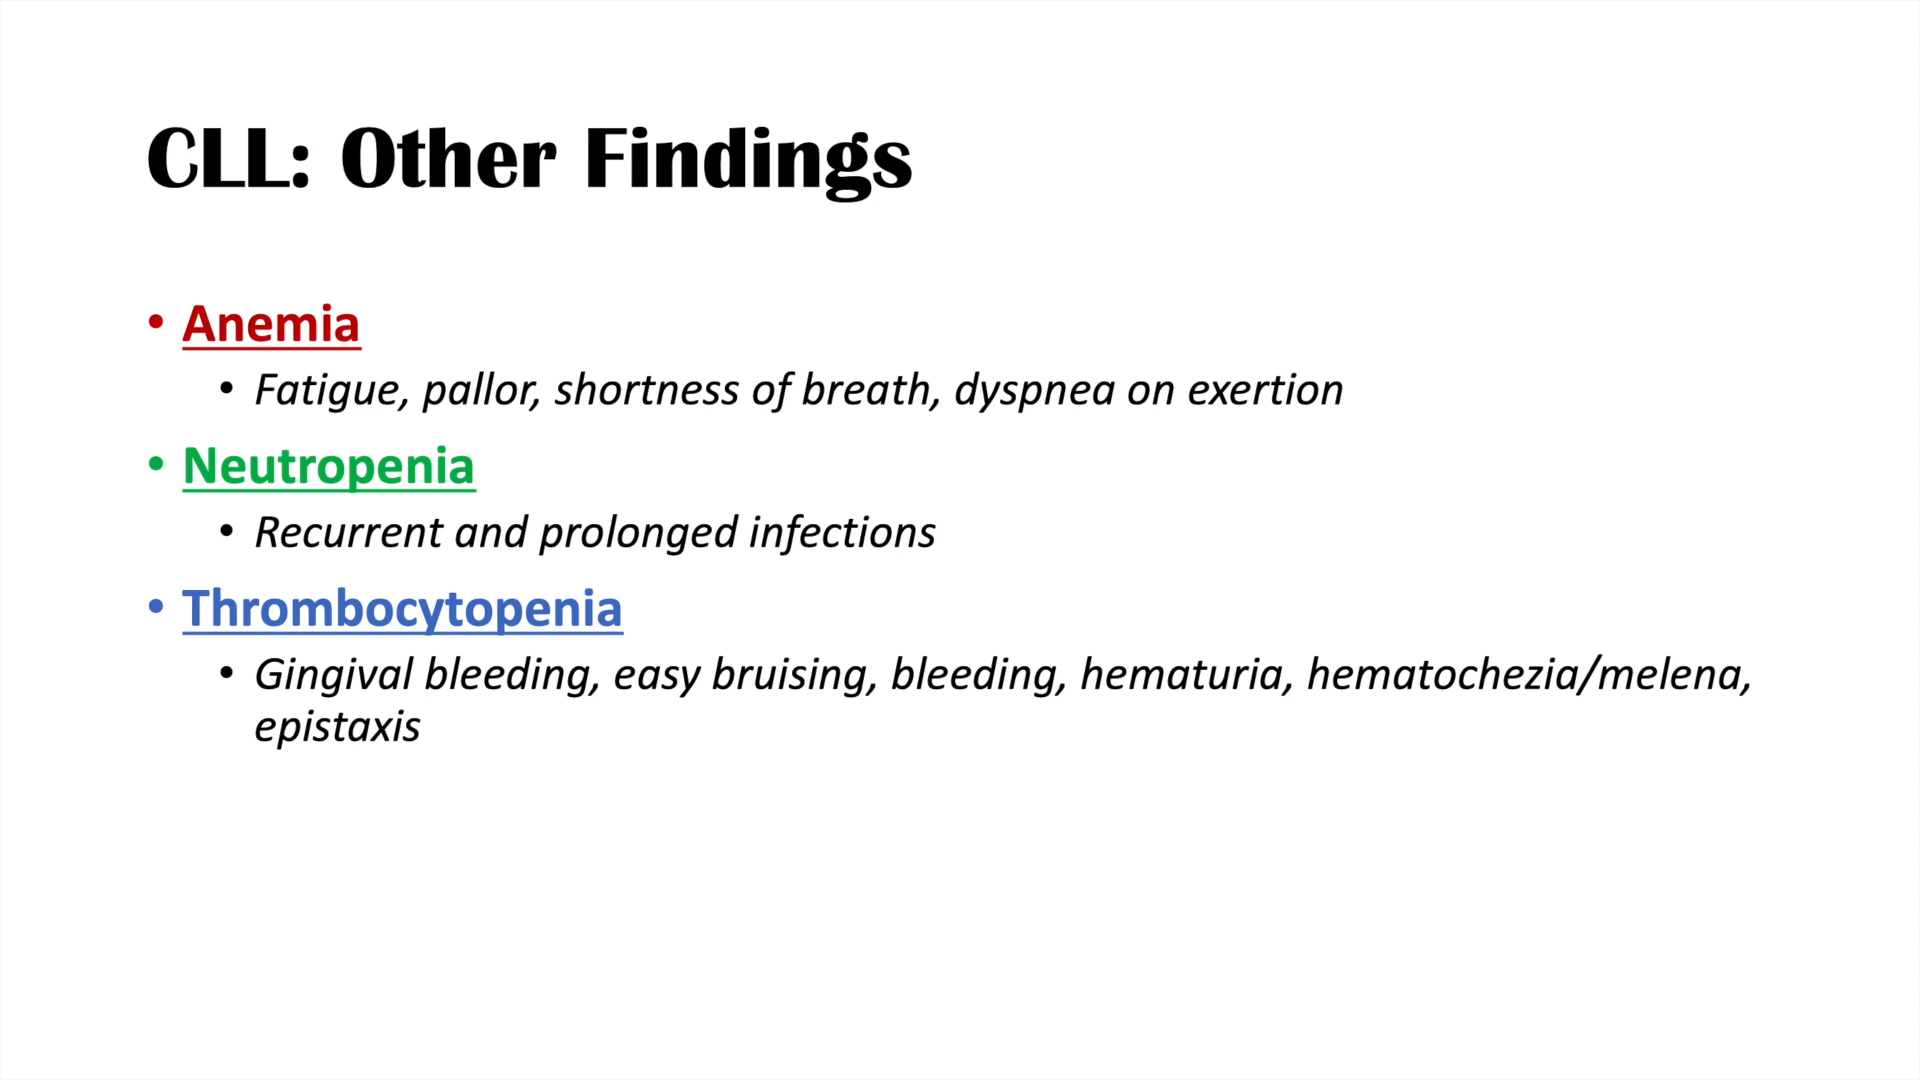 CLL: Other Findings
• Anemia
• Fatigue, pallor, shortness of breath, dyspnea on exertion
• Neutropenia
• Recurrent and prolonged infections
• Thrombocytopenia
• Gingival bleeding, easy bruising, bleeding, hematuria, hematochezia/melena,
epistaxis